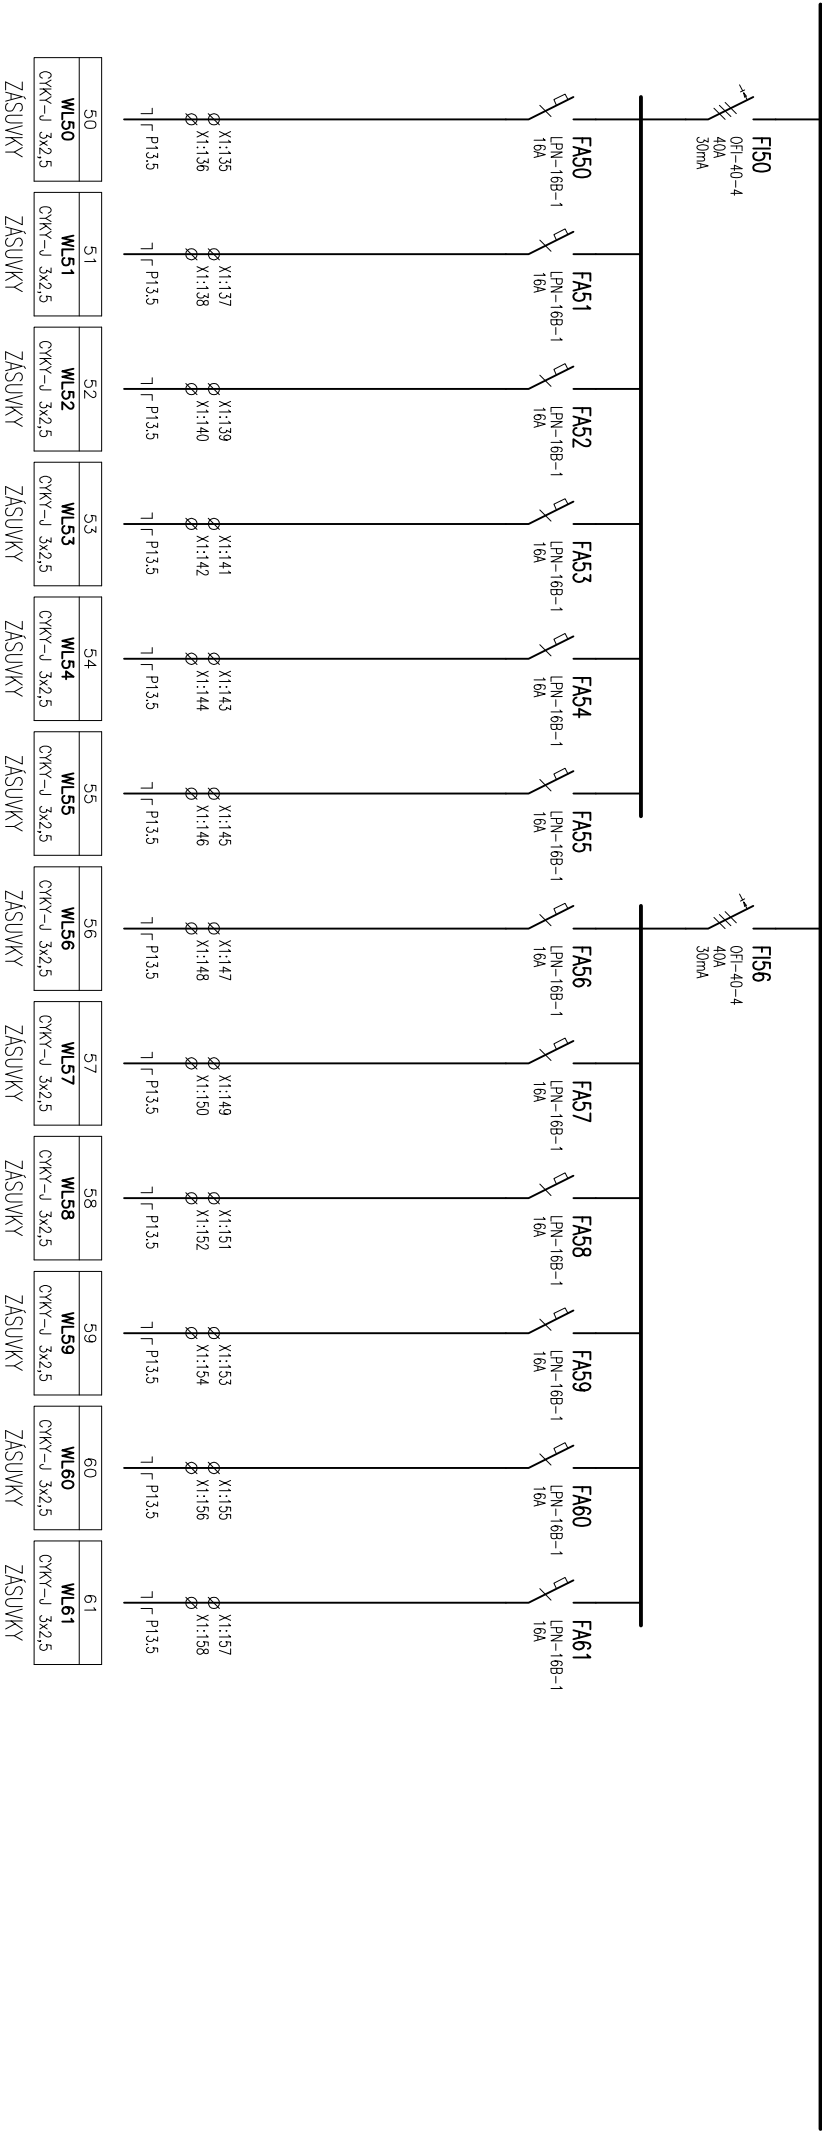 FI50
OFI-40-4
40A
30mA
FI56
OFI-40-4
40A
30mA
FA50
LPN-16B-1
16A
FA51
LPN-16B-1
16A
FA52
LPN-16B-1
16A
FA53
LPN-16B-1
16A
FA54
LPN-16B-1
16A
FA55
LPN-16B-1
16A
FA56
LPN-16B-1
16A
FA57
LPN-16B-1
16A
FA58
LPN-16B-1
16A
FA59
LPN-16B-1
16A
FA60
LPN-16B-1
16A
FA61
LPN-16B-1
16A
X1:135
X1:136
X1:137
X1:138
X1:139
X1:140
X1:141
X1:142
X1:143
X1:144
X1:145
X1:146
X1:147
X1:148
X1:149
X1:150
X1:151
X1:152
X1:153
X1:154
X1:155
X1:156
X1:157
X1:158
P13.5
P13.5
P13.5
P13.5
P13.5
P13.5
P13.5
P13.5
P13.5
P13.5
P13.5
P13.5
50
WL50
CYKY-J 3x2,5
ZÁSUVKY
51
WL51
CYKY-J 3x2,5
ZÁSUVKY
52
WL52
CYKY-J 3x2,5
ZÁSUVKY
53
WL53
CYKY-J 3x2,5
ZÁSUVKY
54
WL54
CYKY-J 3x2,5
ZÁSUVKY
55
WL55
CYKY-J 3x2,5
ZÁSUVKY
56
WL56
CYKY-J 3x2,5
ZÁSUVKY
57
WL57
CYKY-J 3x2,5
ZÁSUVKY
58
WL58
CYKY-J 3x2,5
ZÁSUVKY
59
WL59
CYKY-J 3x2,5
ZÁSUVKY
60
WL60
CYKY-J 3x2,5
ZÁSUVKY
61
WL61
CYKY-J 3x2,5
ZÁSUVKY